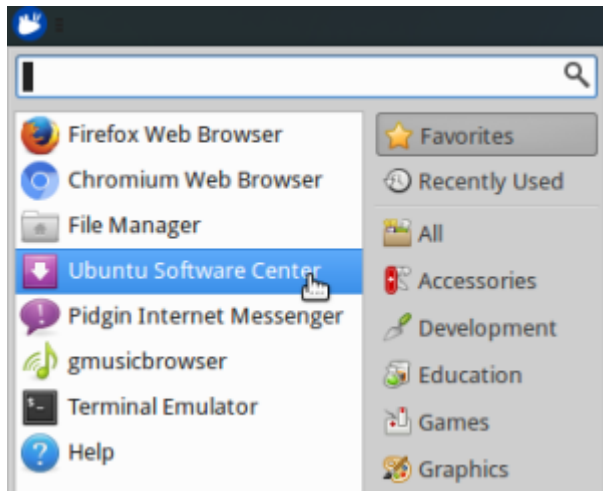 Firefox Web Browser
Chromium Web Browser
File Manager
Ubuntu Software Center
Pidgin Internet Messenger
gmusicbrowser
Terminal Emulator
Help
Favorites
Recently Used
All
Accessories
Development
Education
Games
Graphics